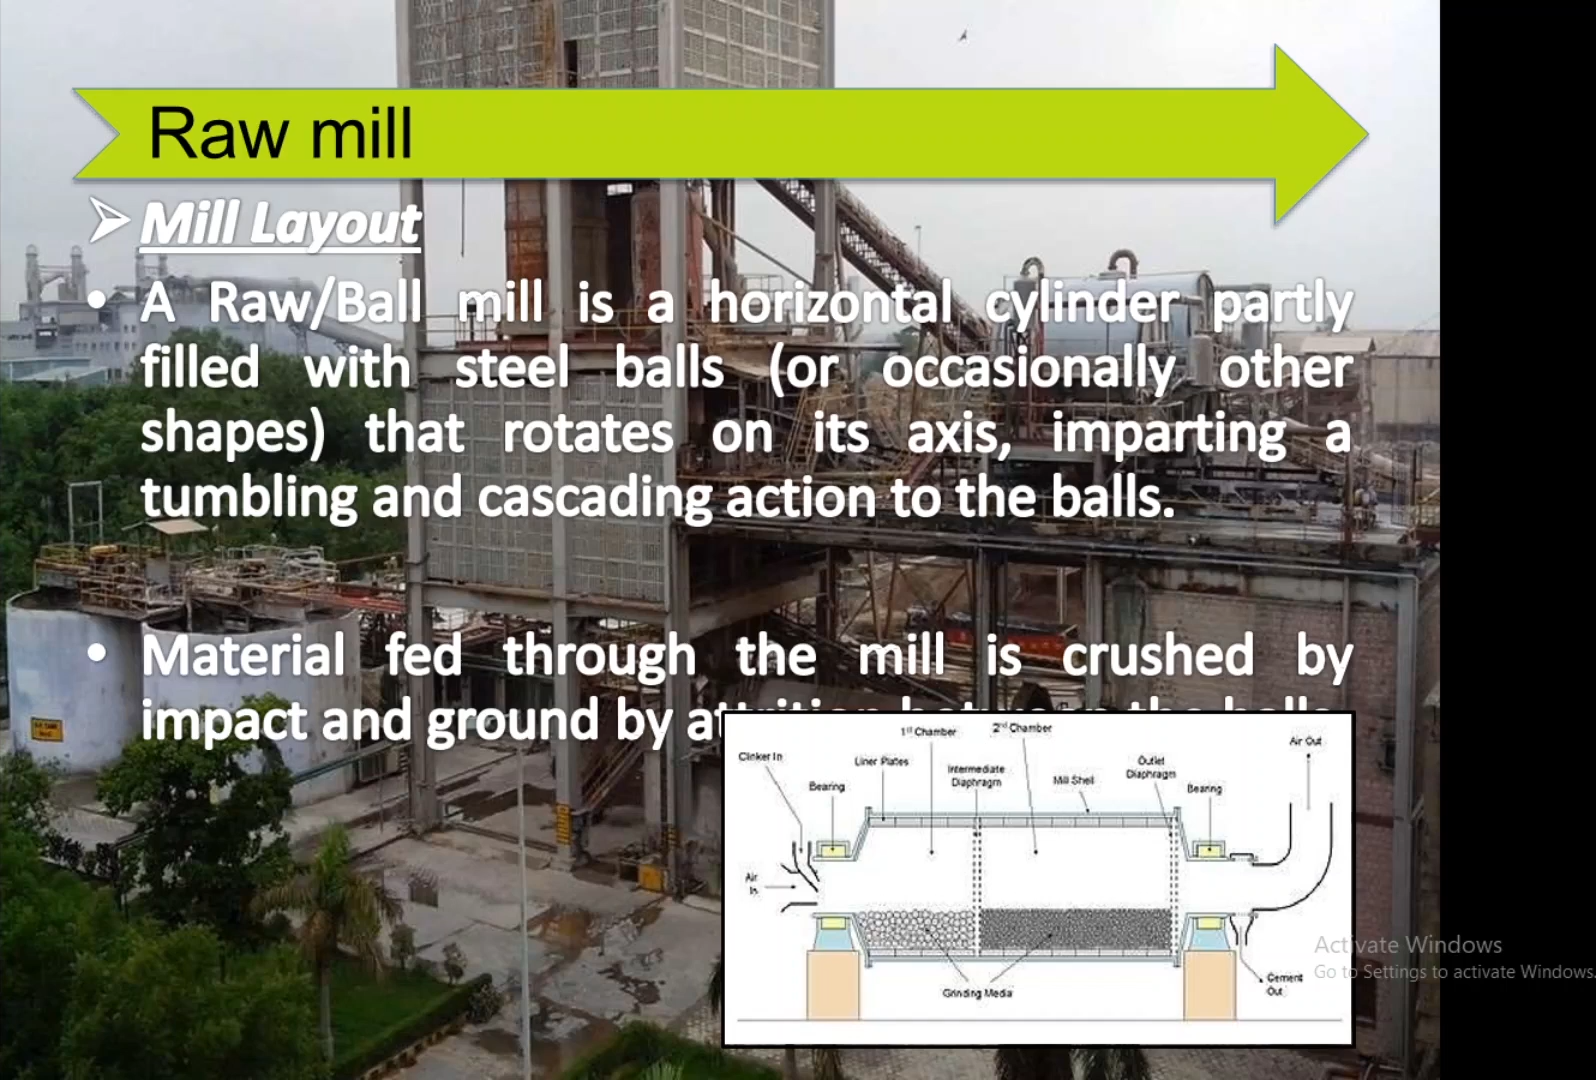 Raw mill
Mill Layout
• A Raw/Ball mill is a horizontal cylinder partly
filled with steel balls (or occasionally other
shapes) that rotates on its axis, imparting a
tumbling and cascading action to the balls.
• Material fed through the mill is crushed by
impact and ground by attrition between the balls.
1st Chamber
2nd Chamber
Clinker In
Liner Plates
Intermediate
Diaphragm
Mill Shell
Outlet
Diaphragm
Air Out
Bearing
Bearing
Air
In
Grinding Media
Cement
Out
Activate Windows
Go to Settings to activate Windows.